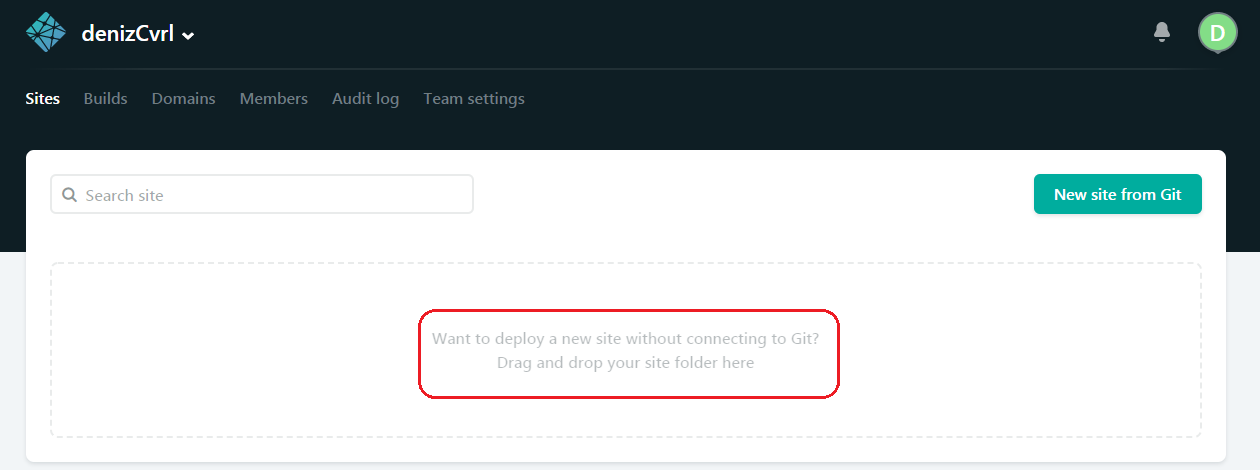 denizCvrl
D
Sites Builds Domains Members Audit log Team settings
Search site
New site from Git
Want to deploy a new site without connecting to Git?
Drag and drop your site folder here